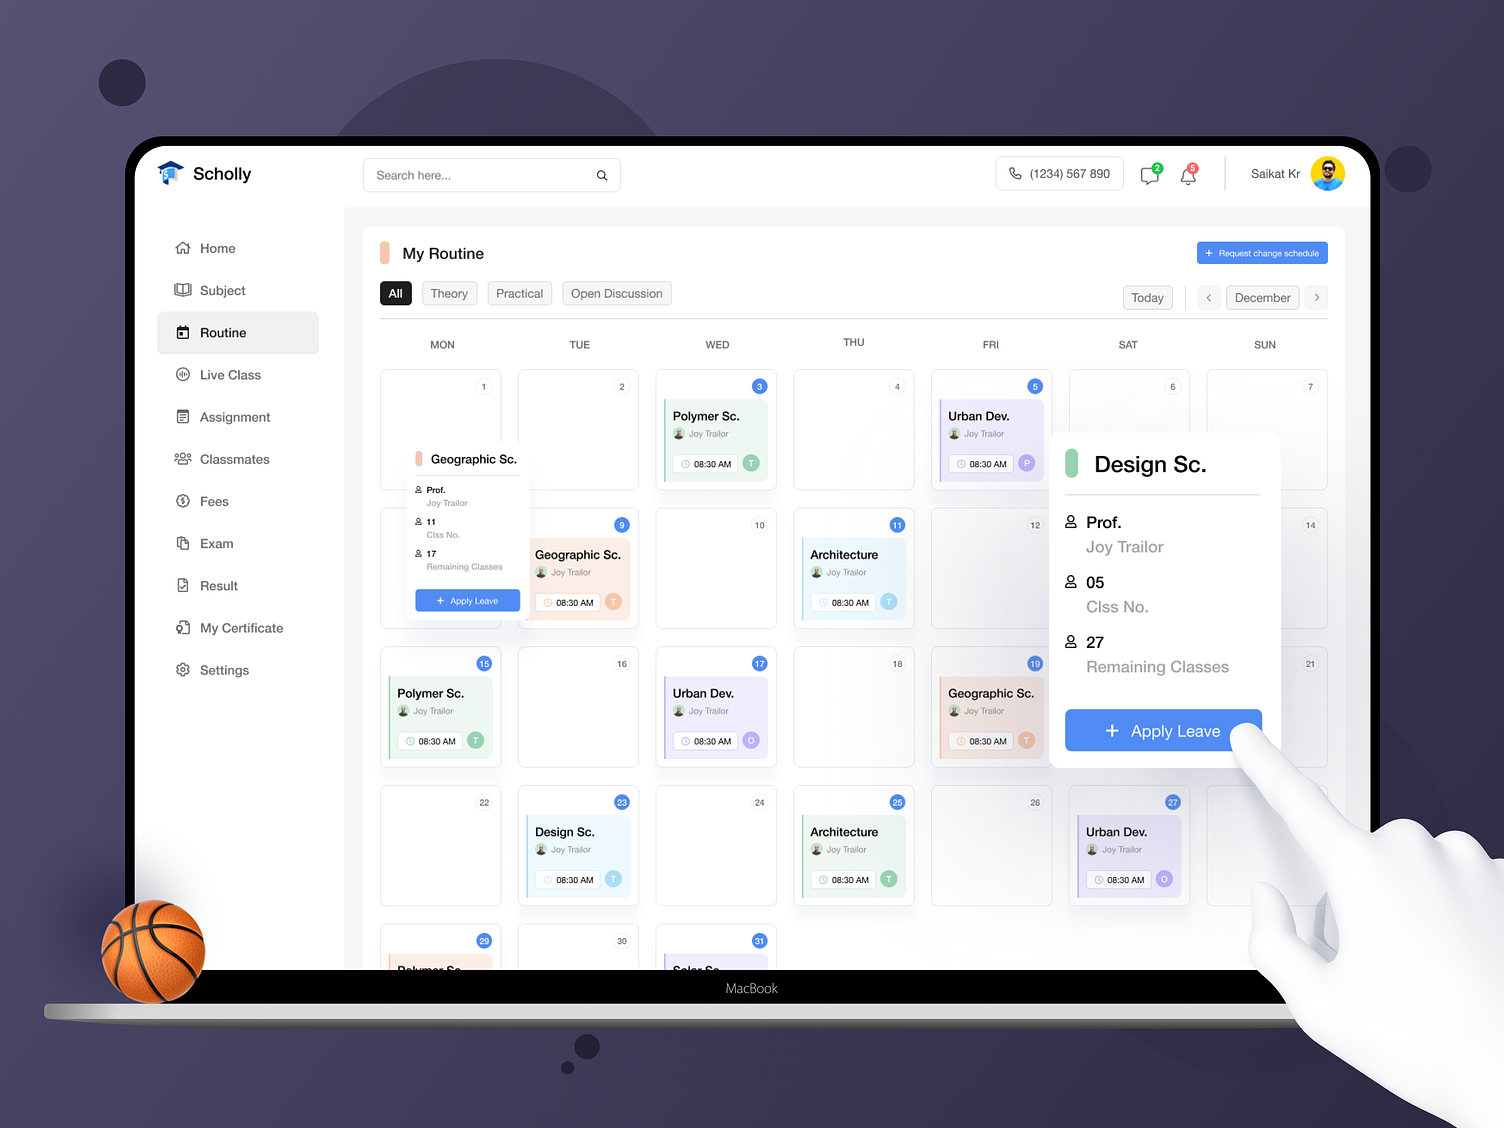 Scholly
Search here...
(1234) 567 890
2
5
Saikat Kr
Home
Subject
Routine
Live Class
Assignment
Classmates
Fees
Exam
Result
My Certificate
Settings
My Routine
+ Request change schedule
All
Theory
Practical
Open Discussion
Today
<
December
>
MON
TUE
WED
THU
FRI
SAT
SUN
1
2
3
Polymer Sc.
Joy Trailor
08:30 AM
T
4
5
Urban Dev.
Joy Trailor
08:30 AM
P
6
7
Geographic Sc.
Prof.
Joy Trailor
11
Clss No.
17
Remaining Classes
+ Apply Leave
9
Geographic Sc.
Joy Trailor
08:30 AM
T
10
11
Architecture
Joy Trailor
08:30 AM
T
12
Design Sc.
Prof.
Joy Trailor
05
Clss No.
27
Remaining Classes
+ Apply Leave
14
15
Polymer Sc.
Joy Trailor
08:30 AM
T
16
17
Urban Dev.
Joy Trailor
08:30 AM
O
18
19
Geographic Sc.
Joy Trailor
08:30 AM
T
21
22
23
Design Sc.
Joy Trailor
08:30 AM
T
24
25
Architecture
Joy Trailor
08:30 AM
T
26
27
Urban Dev.
Joy Trailor
08:30 AM
O
29
Polymer Sc.
30
31
Solar Sc.
MacBook